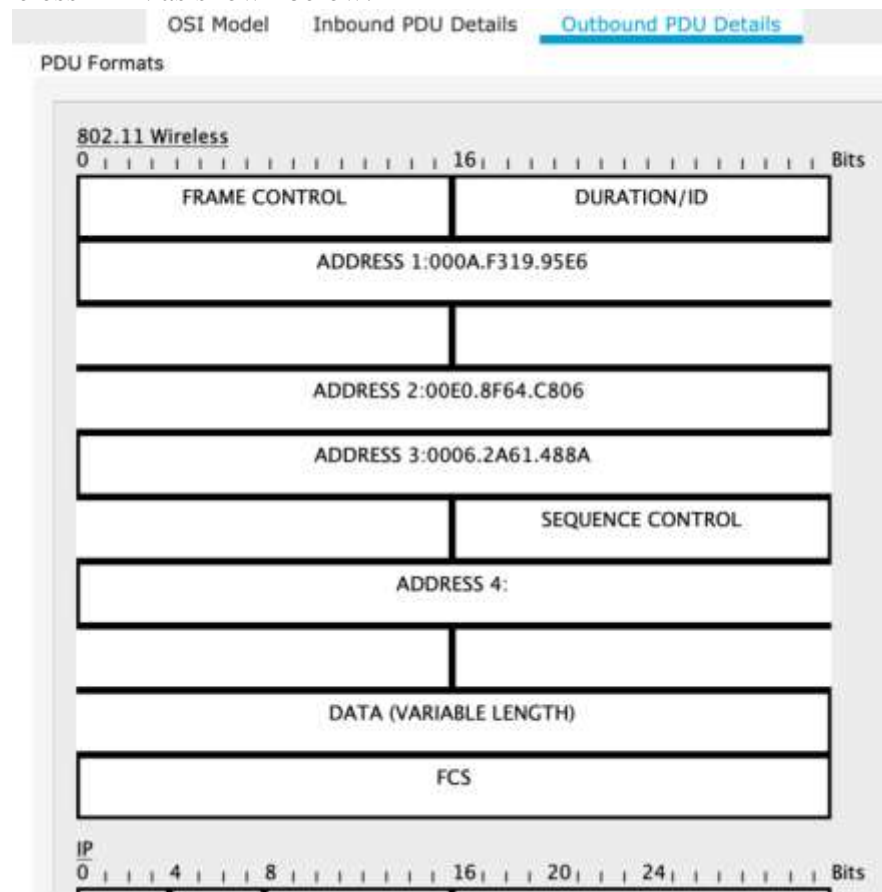 OSI Model Inbound PDU Details Outbound PDU Details
PDU Formats
802.11 Wireless
0 16 Bits
FRAME CONTROL DURATION/ID
ADDRESS 1:000A.F319.95E6
ADDRESS 2:00E0.8F64.C806
ADDRESS 3:0006.2A61.488A
SEQUENCE CONTROL
ADDRESS 4:
DATA (VARIABLE LENGTH)
FCS
IP
0 4 8 16 20 24 Bits